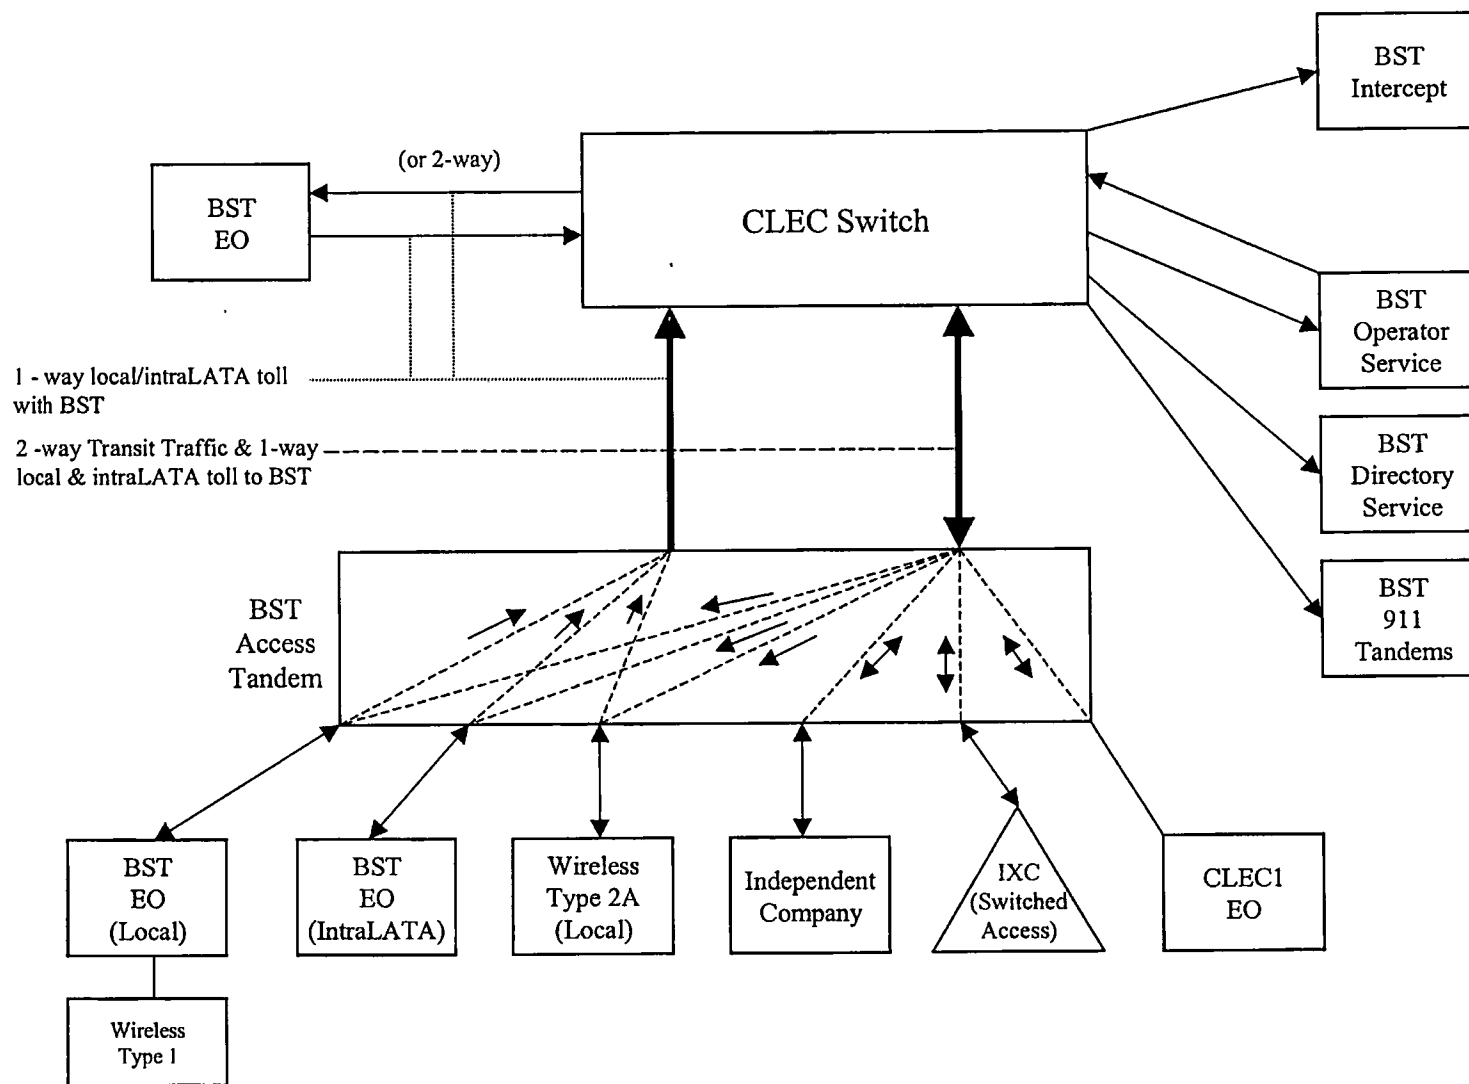 BST
Intercept
(or 2-way)
BST
EO
CLEC Switch
BST
Operator
Service
1 - way local/intraLATA toll
with BST
2 -way Transit Traffic & 1-way
local & intraLATA toll to BST
BST
Directory
Service
BST
911
Tandems
BST
Access
Tandem
BST
EO
(Local)
BST
EO
(IntraLATA)
Wireless
Type 2A
(Local)
Independent
Company
IXC
(Switched
Access)
CLEC1
EO
Wireless
Type 1